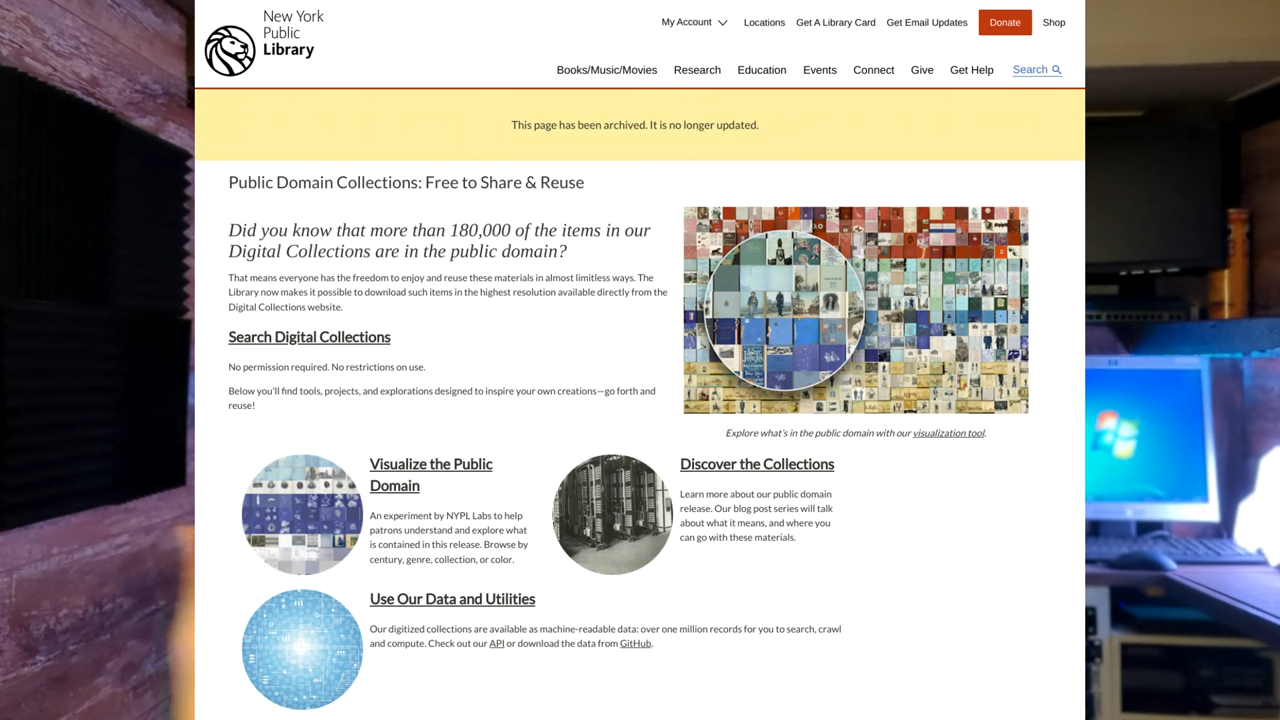 New York
Public
Library
My Account
Locations
Get A Library Card
Get Email Updates
Donate
Shop
Books/Music/Movies
Research
Education
Events
Connect
Give
Get Help
Search
This page has been archived. It is no longer updated.
Public Domain Collections: Free to Share & Reuse
Did you know that more than 180,000 of the items in our
Digital Collections are in the public domain?
That means everyone has the freedom to enjoy and reuse these materials in almost limitless ways. The
Library now makes it possible to download such items in the highest resolution available directly from the
Digital Collections website.
Search Digital Collections
No permission required. No restrictions on use.
Below you'll find tools, projects, and explorations designed to inspire your own creations—go forth and
reuse!
Explore what's in the public domain with our visualization tool.
Visualize the Public
Domain
An experiment by NYPL Labs to help
patrons understand and explore what
is contained in this release. Browse by
century, genre, collection, or color.
Discover the Collections
Learn more about our public domain
release. Our blog post series will talk
about what it means, and where you
can go with these materials.
Use Our Data and Utilities
Our digitized collections are available as machine-readable data: over one million records for you to search, crawl
and compute. Check out our API or download the data from GitHub.